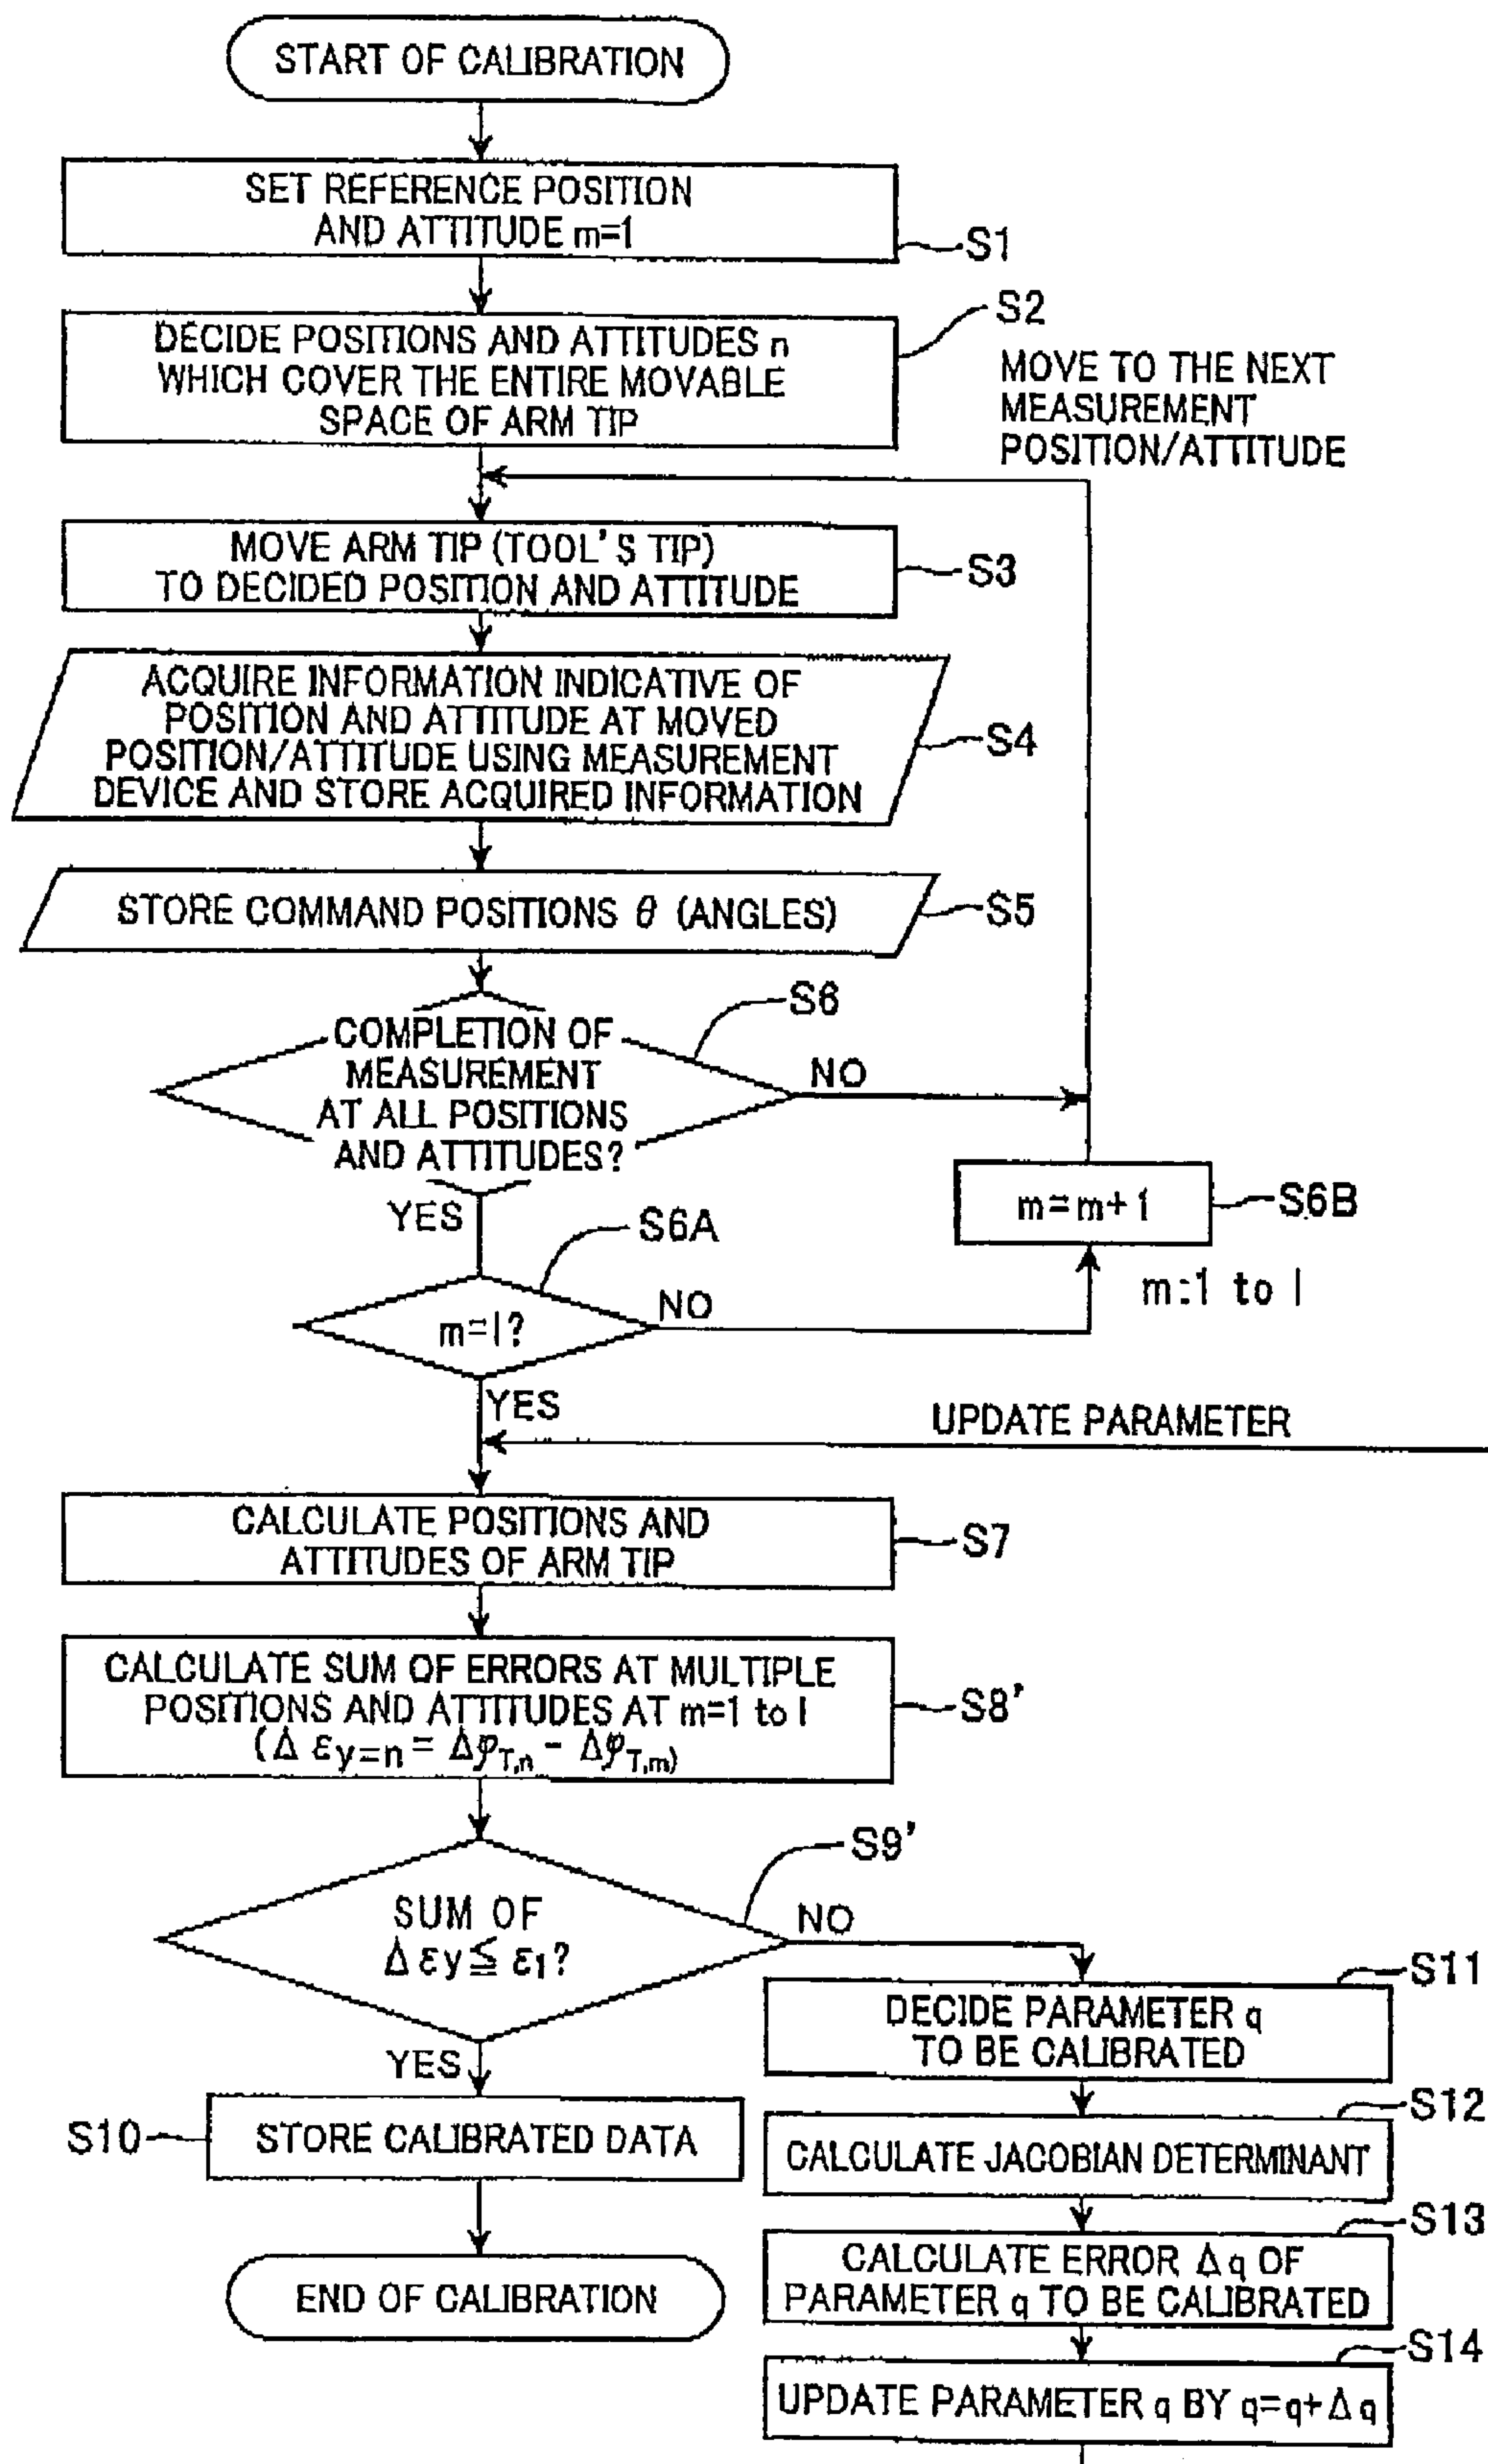 START OF CALIBRATION
SET REFERENCE POSITION
AND ATTITUDE m=1
S1
DECIDE POSITIONS AND ATTITUDES n
WHICH COVER THE ENTIRE MOVABLE
SPACE OF ARM TIP
S2
MOVE TO THE NEXT
MEASUREMENT
POSITION/ATTITUDE
MOVE ARM TIP (TOOL'S TIP)
TO DECIDED POSITION AND ATTITUDE
S3
ACQUIRE INFORMATION INDICATIVE OF
POSITION AND ATTITUDE AT MOVED
POSITION/ATTITUDE USING MEASUREMENT
DEVICE AND STORE ACQUIRED INFORMATION
S4
STORE COMMAND POSITIONS θ (ANGLES)
S5
COMPLETION OF
MEASUREMENT
AT ALL POSITIONS
AND ATTITUDES?
S6
NO
YES
m=m+1
S6B
S6A
m=l?
NO
m:1 to l
YES
UPDATE PARAMETER
CALCULATE POSITIONS AND
ATTITUDES OF ARM TIP
S7
CALCULATE SUM OF ERRORS AT MULTIPLE
POSITIONS AND ATTITUDES AT m=1 to l
(Δ εy=n = ΔφT,n - ΔφT,m)
S8'
SUM OF
Δ εy≦ ε1?
S9'
NO
YES
S10
STORE CALIBRATED DATA
END OF CALIBRATION
S11
DECIDE PARAMETER q
TO BE CALIBRATED
S12
CALCULATE JACOBIAN DETERMINANT
S13
CALCULATE ERROR Δq OF
PARAMETER q TO BE CALIBRATED
S14
UPDATE PARAMETER q BY q=q+Δq